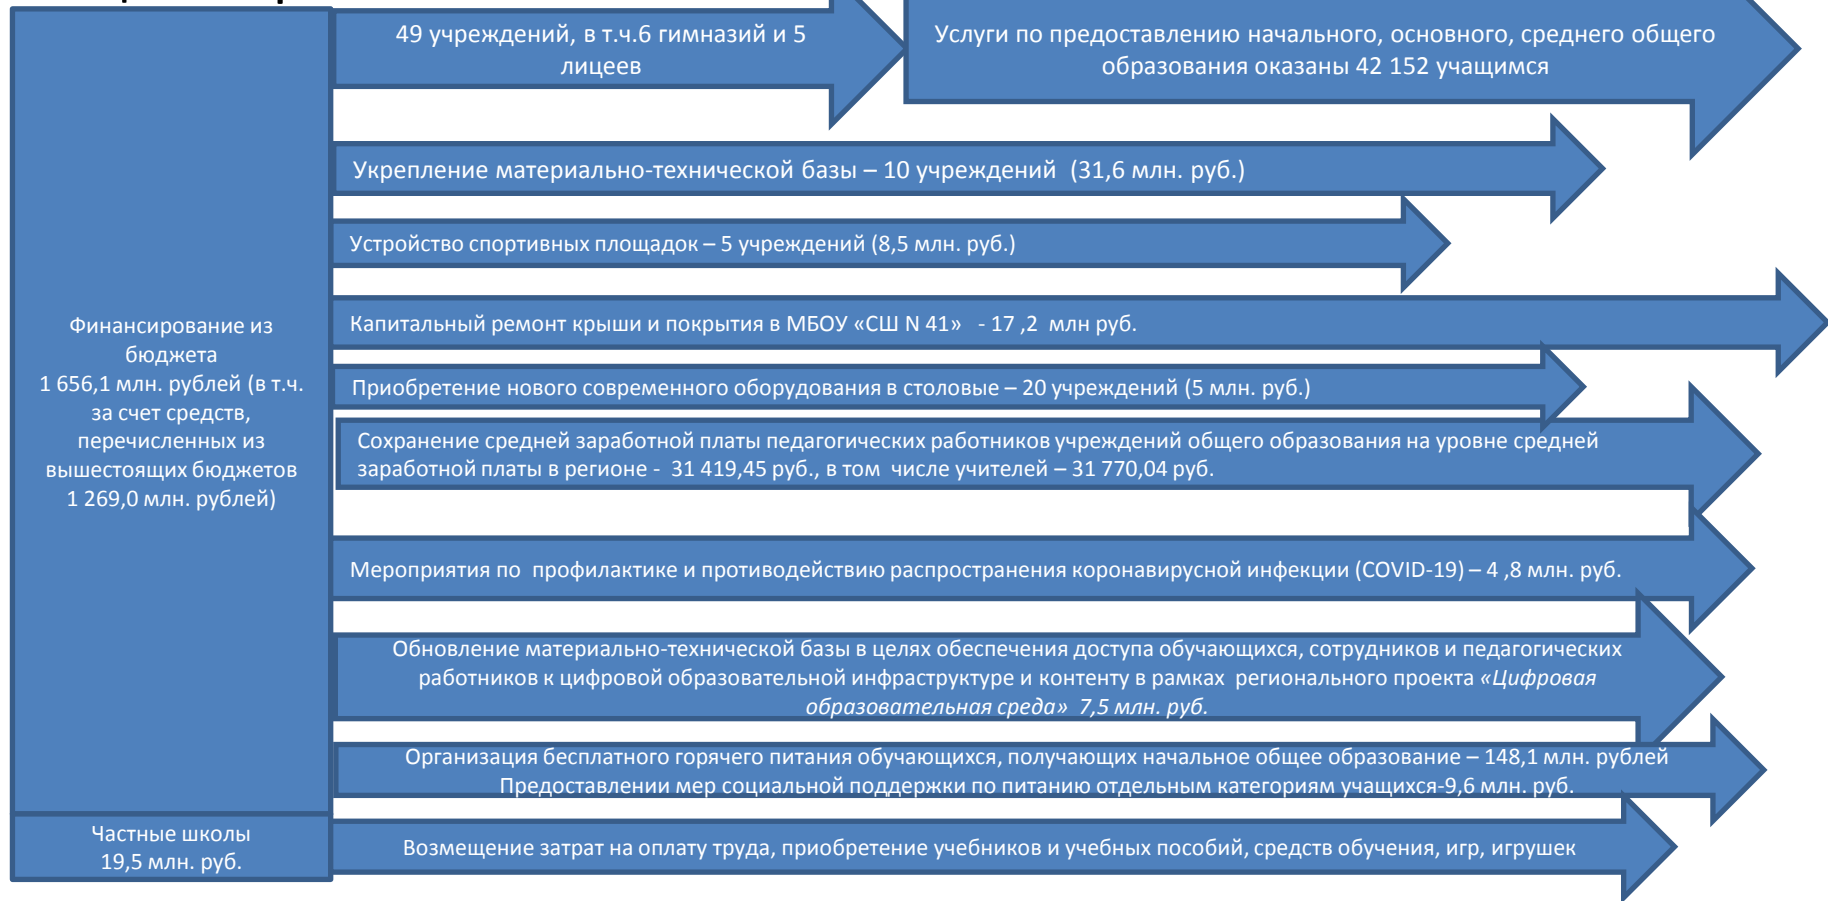 49 учреждений, в т.ч.6 гимназий и 5
лицеев
Услуги по предоставлению начального, основного, среднего общего
образования оказаны 42 152 учащимся
Финансирование из
бюджета
1 656,1 млн. рублей (в т.ч.
за счет средств,
перечисленных из
вышестоящих бюджетов
1 269,0 млн. рублей)
Укрепление материально-технической базы – 10 учреждений (31,6 млн. руб.)
Устройство спортивных площадок – 5 учреждений (8,5 млн. руб.)
Капитальный ремонт крыши и покрытия в МБОУ «СШ N 41» - 17 ,2 млн руб.
Приобретение нового современного оборудования в столовые – 20 учреждений (5 млн. руб.)
Сохранение средней заработной платы педагогических работников учреждений общего образования на уровне средней
заработной платы в регионе - 31 419,45 руб., в том числе учителей – 31 770,04 руб.
Мероприятия по профилактике и противодействию распространения коронавирусной инфекции (COVID-19) – 4 ,8 млн. руб.
Обновление материально-технической базы в целях обеспечения доступа обучающихся, сотрудников и педагогических
работников к цифровой образовательной инфраструктуре и контенту в рамках регионального проекта «Цифровая
образовательная среда» 7,5 млн. руб.
Организация бесплатного горячего питания обучающихся, получающих начальное общее образование – 148,1 млн. рублей
Предоставлении мер социальной поддержки по питанию отдельным категориям учащихся-9,6 млн. руб.
Частные школы
19,5 млн. руб.
Возмещение затрат на оплату труда, приобретение учебников и учебных пособий, средств обучения, игр, игрушек